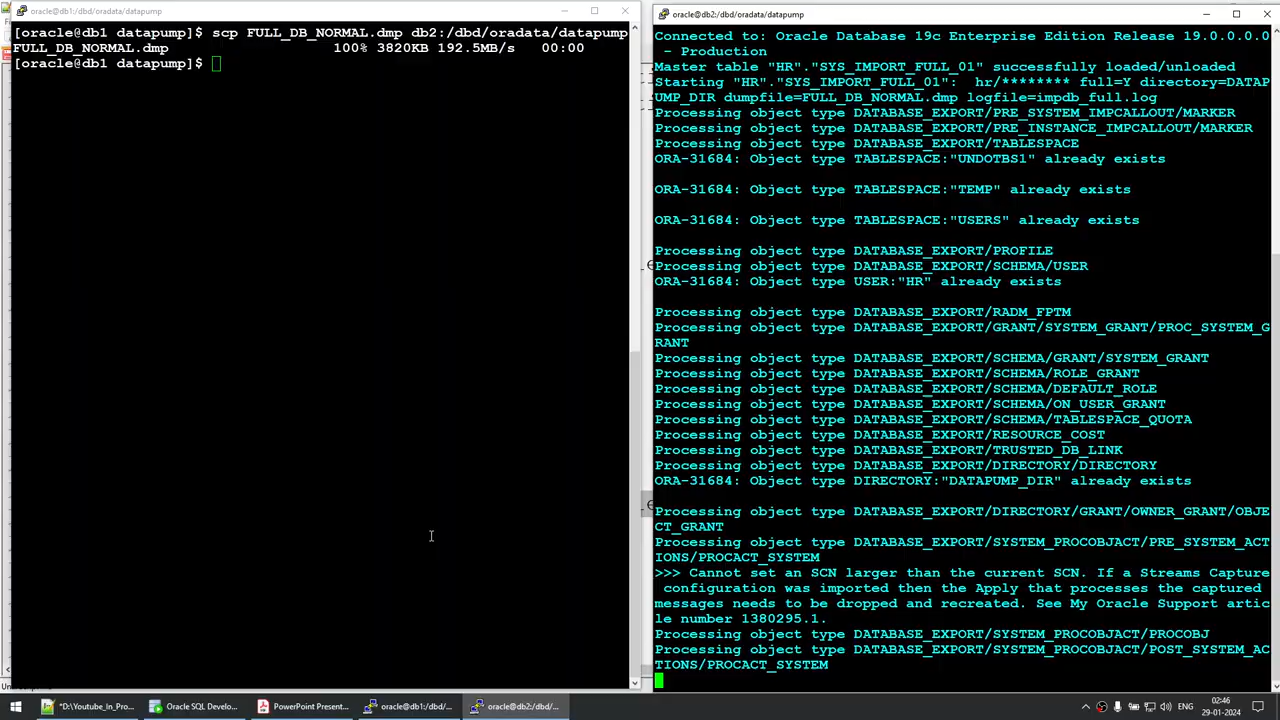 oracle@db1:/dbd/oradata/datapump
[oracle@db1 datapump]$ scp FULL_DB_NORMAL.dmp db2:/dbd/oradata/datapump
FULL_DB_NORMAL.dmp 100% 3820KB 192.5MB/s 00:00
[oracle@db1 datapump]$
oracle@db2:/dbd/oradata/datapump
Connected to: Oracle Database 19c Enterprise Edition Release 19.0.0.0.0
- Production
Master table "HR"."SYS_IMPORT_FULL_01" successfully loaded/unloaded
Starting "HR"."SYS_IMPORT_FULL_01": hr/******** full=Y directory=DATAP
UMP_DIR dumpfile=FULL_DB_NORMAL.dmp logfile=impdb_full.log
Processing object type DATABASE_EXPORT/PRE_SYSTEM_IMPCALLOUT/MARKER
Processing object type DATABASE_EXPORT/PRE_INSTANCE_IMPCALLOUT/MARKER
Processing object type DATABASE_EXPORT/TABLESPACE
ORA-31684: Object type TABLESPACE:"UNDOTBS1" already exists
ORA-31684: Object type TABLESPACE:"TEMP" already exists
ORA-31684: Object type TABLESPACE:"USERS" already exists
Processing object type DATABASE_EXPORT/PROFILE
Processing object type DATABASE_EXPORT/SCHEMA/USER
ORA-31684: Object type USER:"HR" already exists
Processing object type DATABASE_EXPORT/RADM_FPTM
Processing object type DATABASE_EXPORT/GRANT/SYSTEM_GRANT/PROC_SYSTEM_G
RANT
Processing object type DATABASE_EXPORT/SCHEMA/GRANT/SYSTEM_GRANT
Processing object type DATABASE_EXPORT/SCHEMA/ROLE_GRANT
Processing object type DATABASE_EXPORT/SCHEMA/DEFAULT_ROLE
Processing object type DATABASE_EXPORT/SCHEMA/ON_USER_GRANT
Processing object type DATABASE_EXPORT/SCHEMA/TABLESPACE_QUOTA
Processing object type DATABASE_EXPORT/RESOURCE_COST
Processing object type DATABASE_EXPORT/TRUSTED_DB_LINK
Processing object type DATABASE_EXPORT/DIRECTORY/DIRECTORY
ORA-31684: Object type DIRECTORY:"DATAPUMP_DIR" already exists
Processing object type DATABASE_EXPORT/DIRECTORY/GRANT/OWNER_GRANT/OBJE
CT_GRANT
Processing object type DATABASE_EXPORT/SYSTEM_PROCOBJACT/PRE_SYSTEM_ACT
IONS/PROCACT_SYSTEM
>>> Cannot set an SCN larger than the current SCN. If a Streams Capture
configuration was imported then the Apply that processes the captured
messages needs to be dropped and recreated. See My Oracle Support artic
le number 1380295.1.
Processing object type DATABASE_EXPORT/SYSTEM_PROCOBJACT/PROCOBJ
Processing object type DATABASE_EXPORT/SYSTEM_PROCOBJACT/POST_SYSTEM_AC
TIONS/PROCACT_SYSTEM
"D:\Youtube_In_Pro...
Oracle SQL Develo...
PowerPoint Present...
oracle@db1:/dbd/...
oracle@db2:/dbd/...
ENG
02:46
29-01-2024